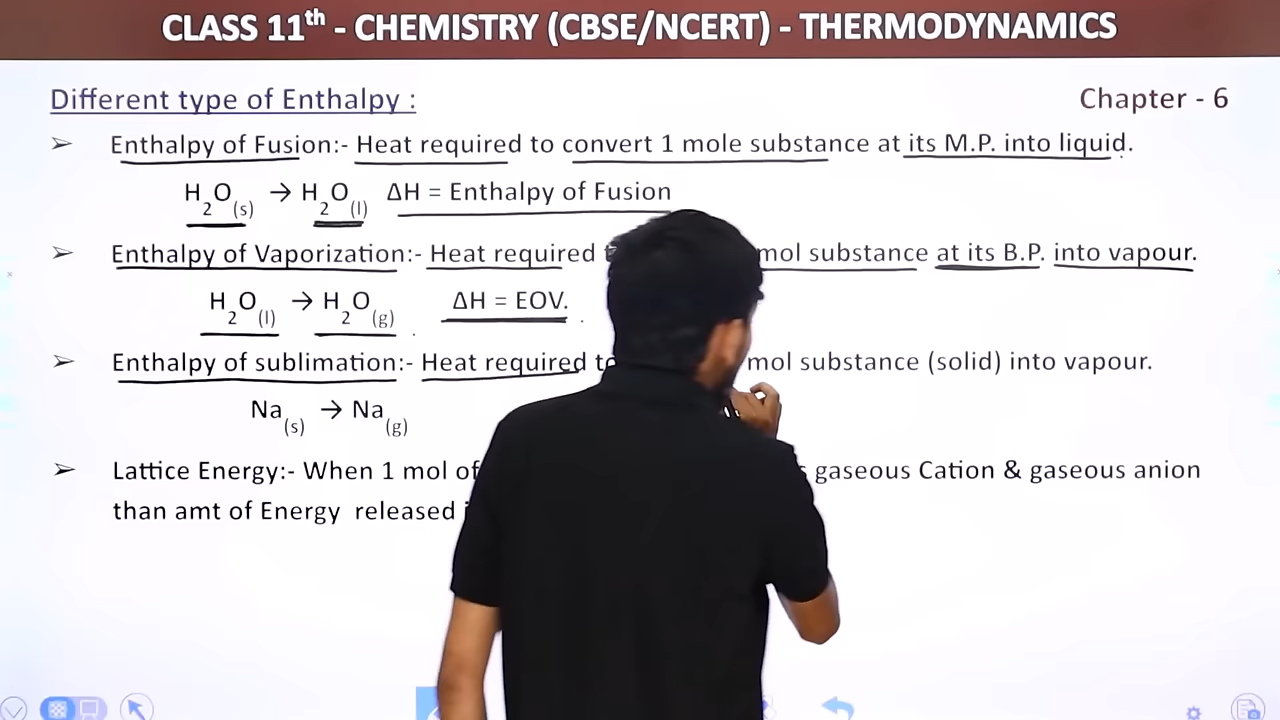 CLASS 11th - CHEMISTRY (CBSE/NCERT) - THERMODYNAMICS
Different type of Enthalpy :
Chapter - 6
➢ Enthalpy of Fusion:- Heat required to convert 1 mole substance at its M.P. into liquid.
H2O(s) → H2O(l) ΔH = Enthalpy of Fusion
➢ Enthalpy of Vaporization:- Heat required mol substance at its B.P. into vapour.
H2O(l) → H2O(g) ΔH = EOV.
➢ Enthalpy of sublimation:- Heat required to mol substance (solid) into vapour.
Na(s) → Na(g)
➢ Lattice Energy:- When 1 mol of gaseous Cation & gaseous anion
than amt of Energy released